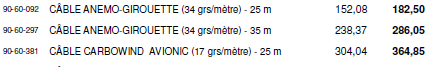 90-60-092 CÂBLE ANEMO-GIROUETTE (34 grs/mètre) - 25 m 152,08 182,50
90-60-297 CÂBLE ANEMO-GIROUETTE (34 grs/mètre) - 35 m 238,37 286,05
90-60-381 CÂBLE CARBOWIND AVIONIC (17 grs/mètre) - 25 m 304,04 364,85